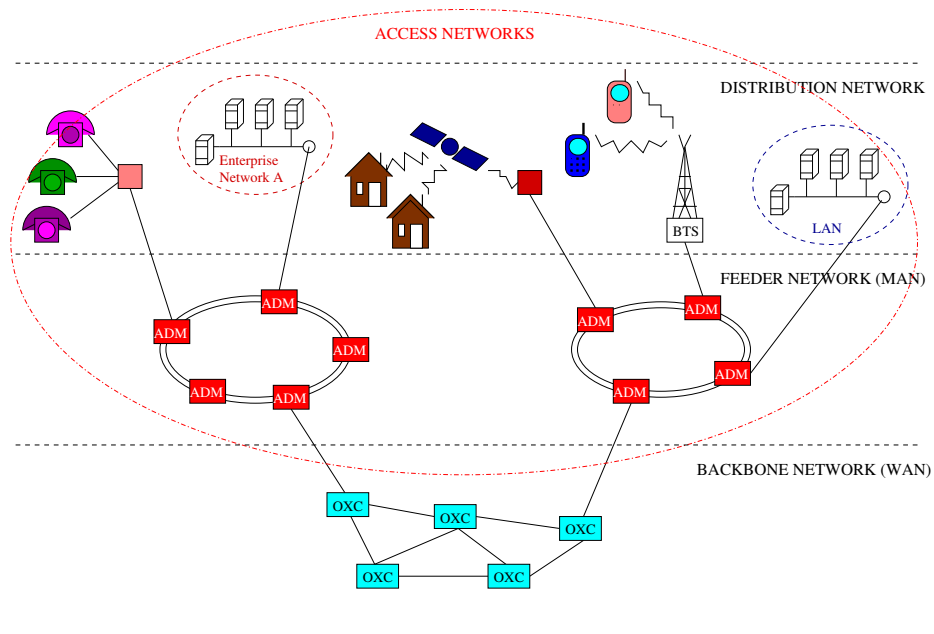 ACCESS NETWORKS
DISTRIBUTION NETWORK
Enterprise
Network A
BTS
LAN
FEEDER NETWORK (MAN)
ADM
ADM
ADM
ADM
ADM
ADM
ADM
ADM
ADM
BACKBONE NETWORK (WAN)
OXC
OXC
OXC
OXC
OXC